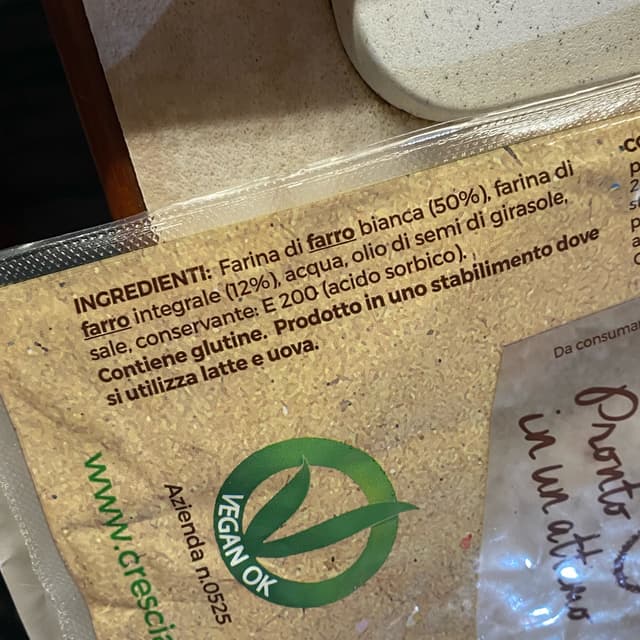 INGREDIENTI: Farina di farro bianca (50%), farina di
farro integrale (12%), acqua, olio di semi di girasole,
sale, conservante: E 200 (acido sorbico).
Contiene glutine. Prodotto in uno stabilimento dove
si utilizza latte e uova.
VEGAN OK
Azienda n.0525
www.crescia
Da consumar
Pronto
in un attimo